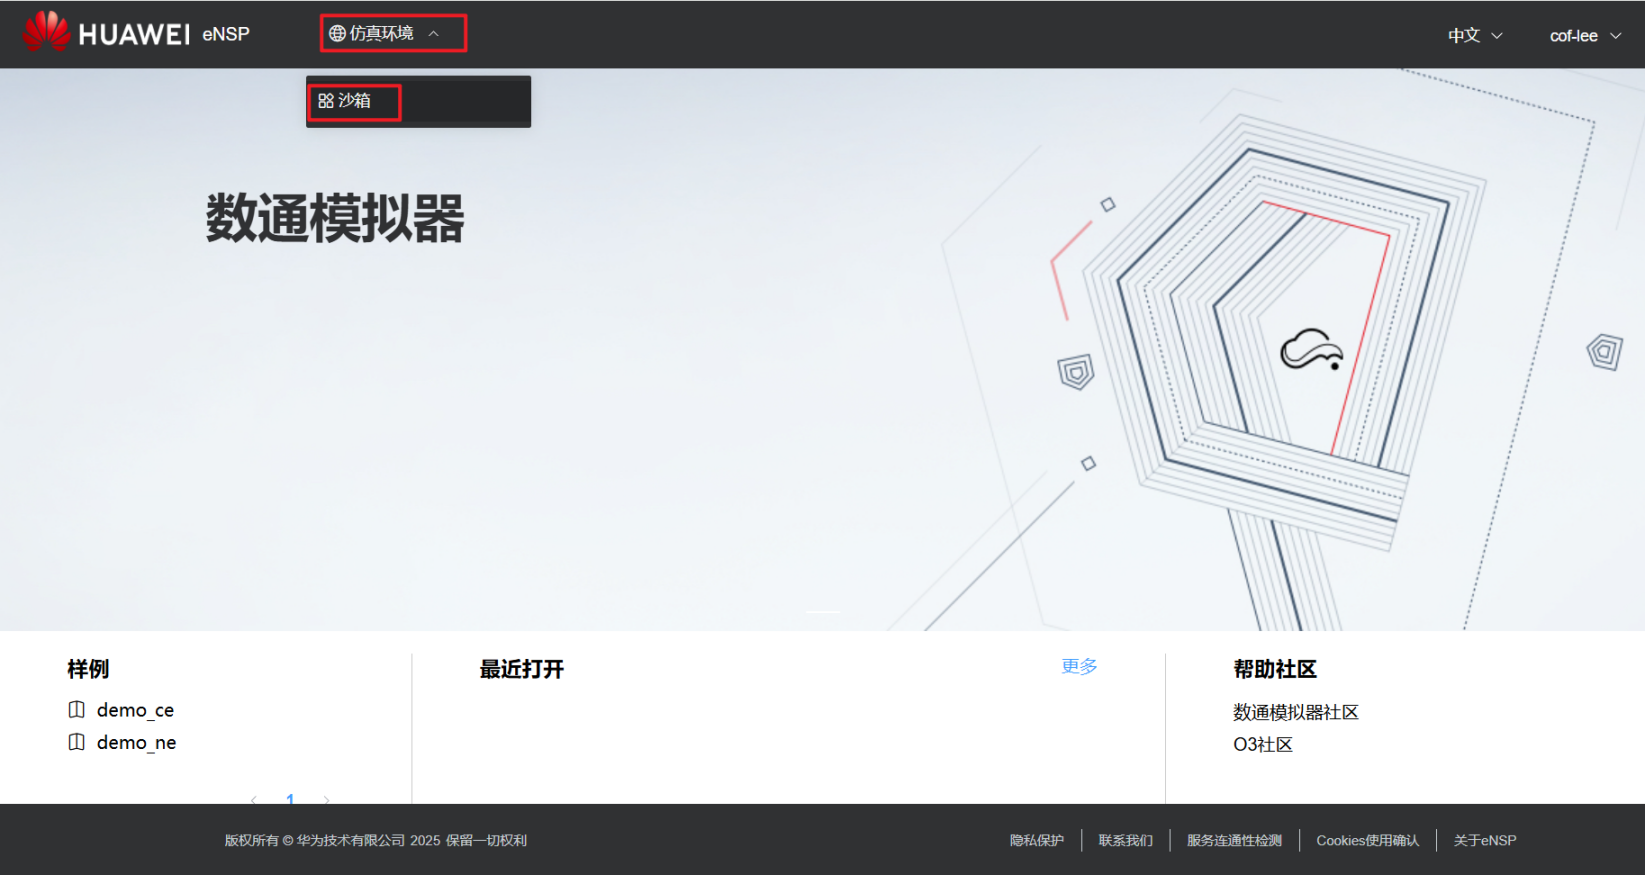 HUAWEI eNSP 仿真环境 中文 cof-lee
沙箱
数通模拟器
样例 最近打开 更多 帮助社区
demo_ce 数通模拟器社区
demo_ne O3社区
1
版权所有 © 华为技术有限公司 2025 保留一切权利 隐私保护 联系我们 服务连通性检测 Cookies使用确认 关于eNSP